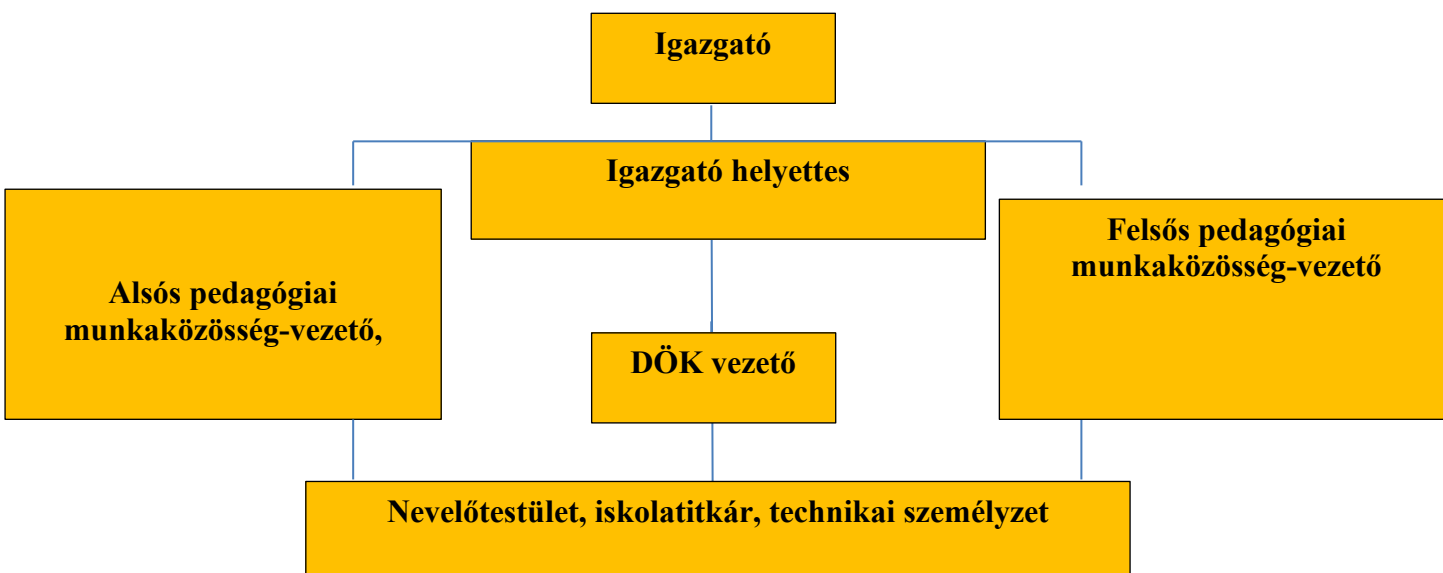 Igazgató
Igazgató helyettes
Alsós pedagógiai
munkaközösség-vezető,
Felsős pedagógiai
munkaközösség-vezető
DÖK vezető
Nevelőtestület, iskolatitkár, technikai személyzet